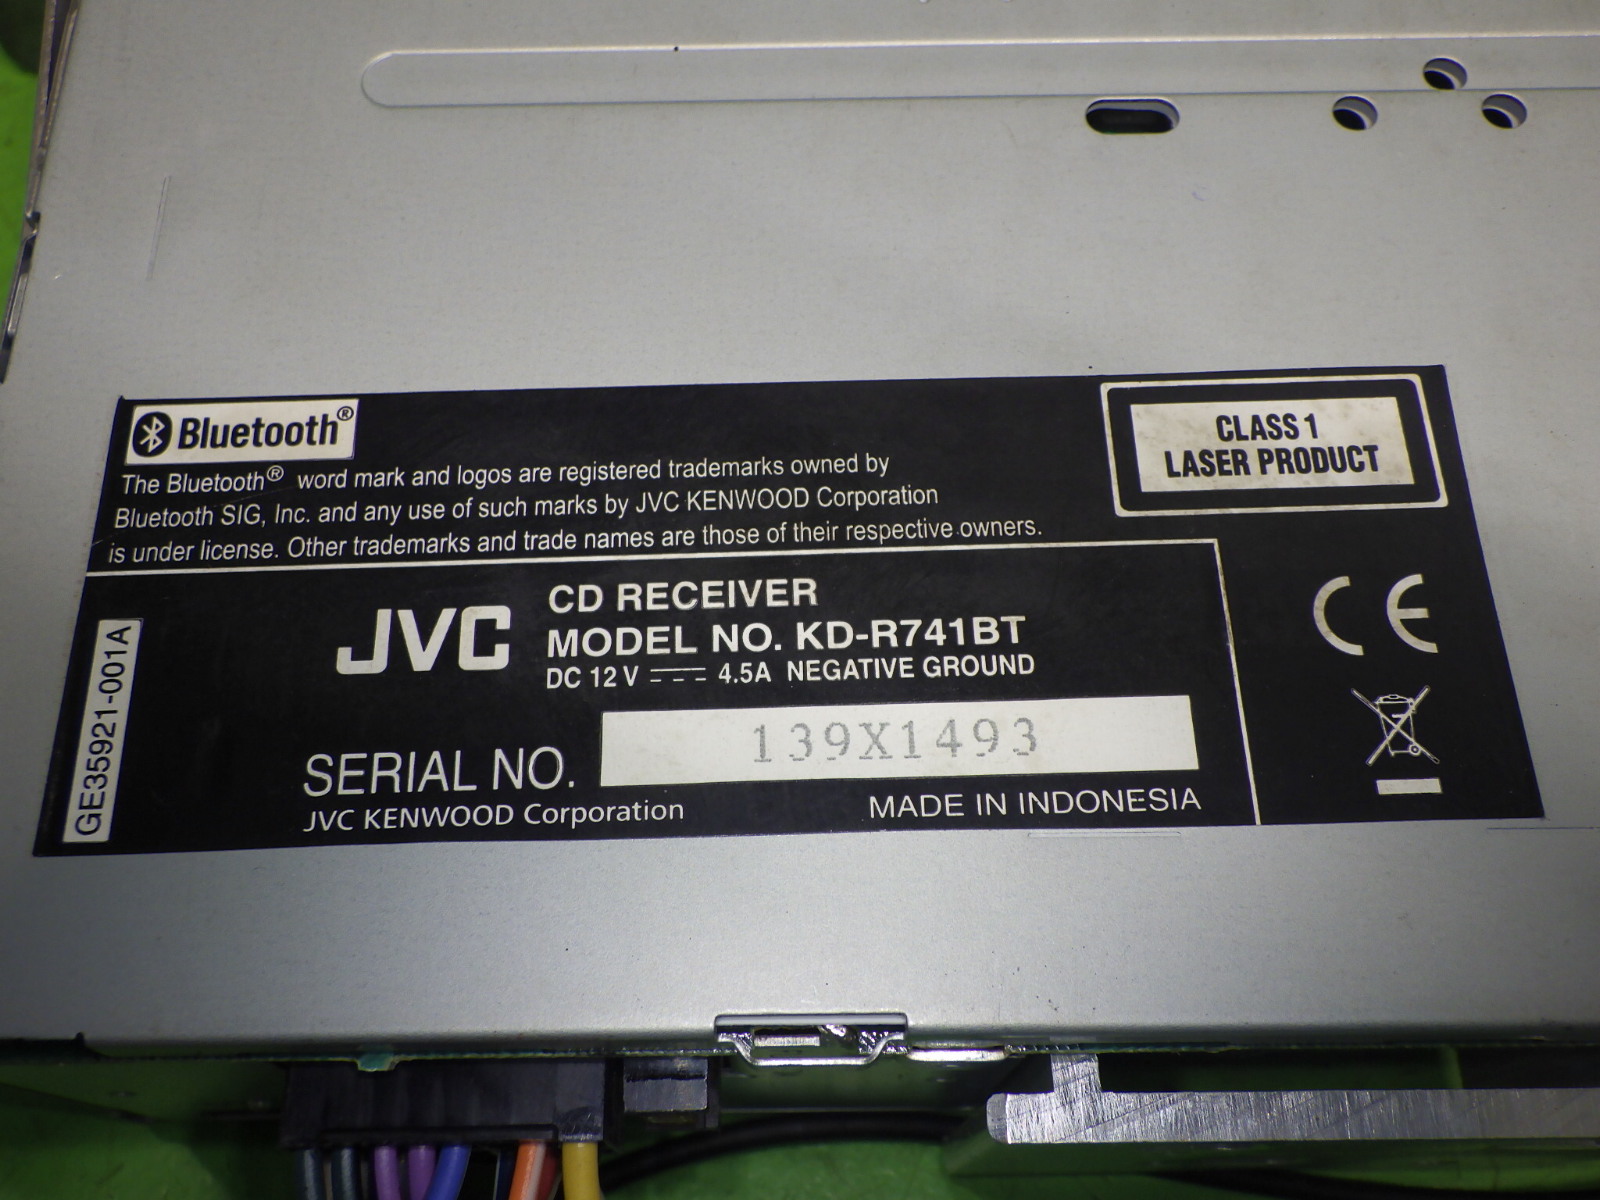 Bluetooth®
The Bluetooth® word mark and logos are registered trademarks owned by
Bluetooth SIG, Inc. and any use of such marks by JVC KENWOOD Corporation
is under license. Other trademarks and trade names are those of their respective owners.
CLASS 1
LASER PRODUCT
GE35921-001A
JVC
CD RECEIVER
MODEL NO. KD-R741BT
DC 12 V ⎓ 4.5A NEGATIVE GROUND
SERIAL NO. 139X1493
JVC KENWOOD Corporation
MADE IN INDONESIA
CE